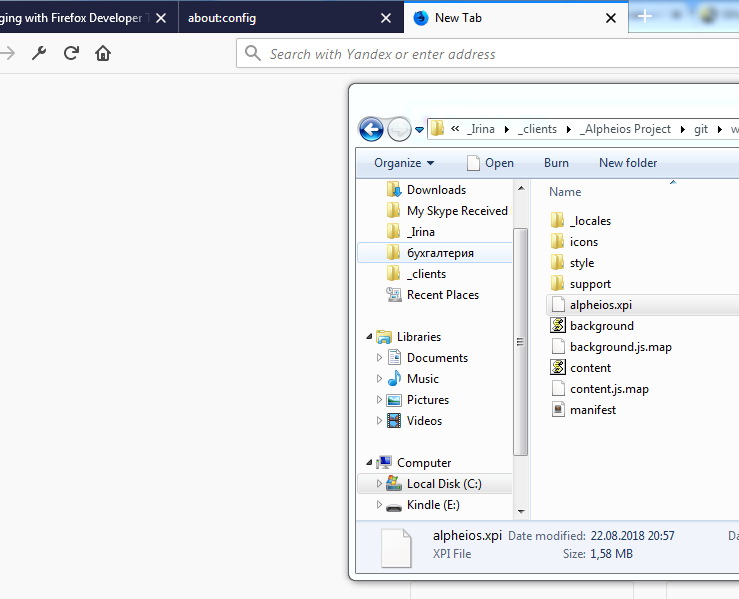 ging with Firefox Developer T
about:config
New Tab
Search with Yandex or enter address
« _Irina _clients _Alpheios Project git w
Organize Open Burn New folder
Downloads
My Skype Received
_Irina
бухгалтерия
_clients
Recent Places
Libraries
Documents
Music
Pictures
Videos
Computer
Local Disk (C:)
Kindle (E:)
Name
_locales
icons
style
support
alpheios.xpi
background
background.js.map
content
content.js.map
manifest
alpheios.xpi Date modified: 22.08.2018 20:57 Da
XPI File Size: 1,58 MB